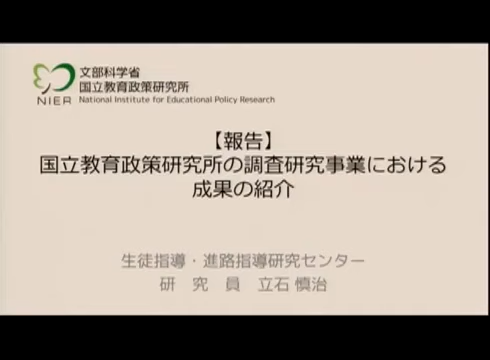 文部科学省
国立教育政策研究所
NIER
National Institute for Educational Policy Research
【報告】
国立教育政策研究所の調査研究事業における
成果の紹介
生徒指導・進路指導研究センター
研 究 員 立石 慎治